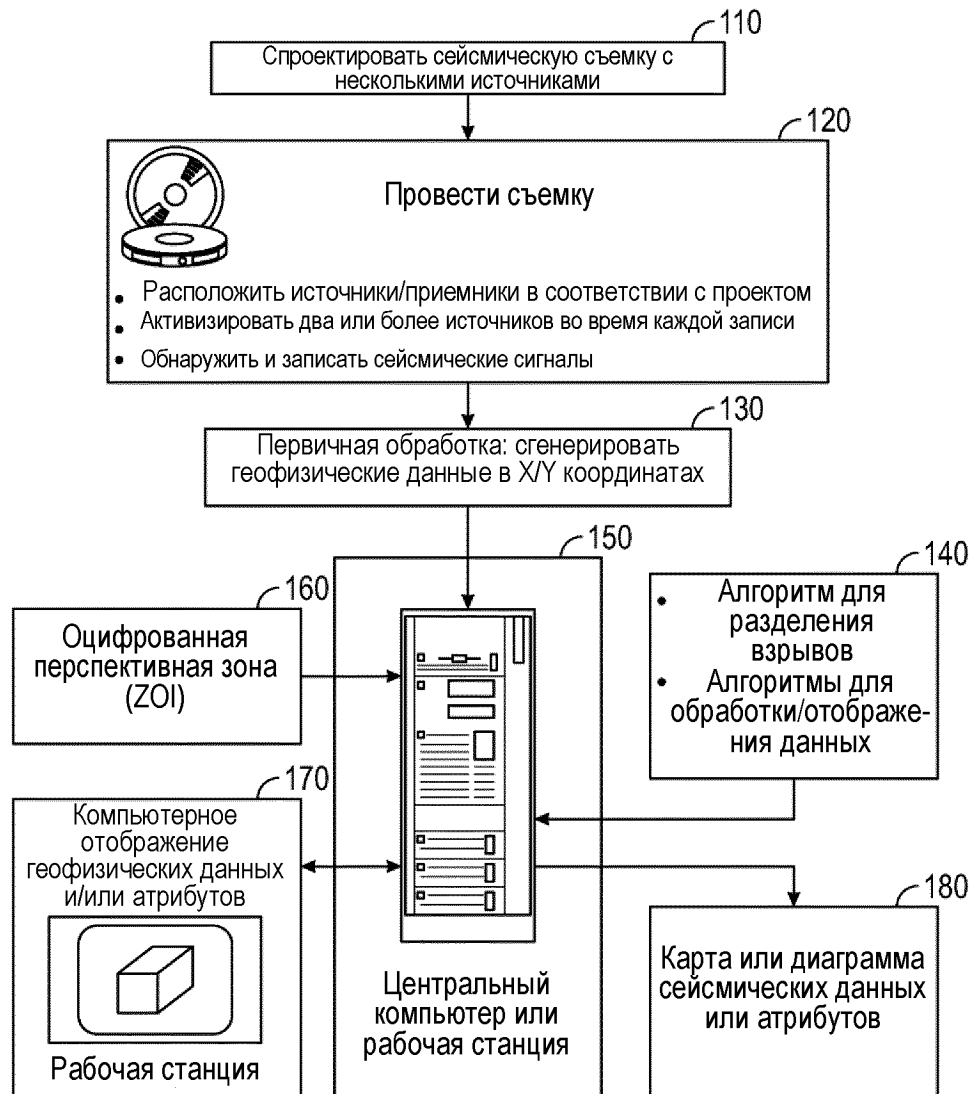 110
Спроектировать сейсмическую съемку с
несколькими источниками
120
Провести съемку
• Расположить источники/приемники в соответствии с проектом
• Активизировать два или более источников во время каждой записи
• Обнаружить и записать сейсмические сигналы
130
Первичная обработка: сгенерировать
геофизические данные в X/Y координатах
150
140
• Алгоритм для
разделения
взрывов
• Алгоритмы для
обработки/отображе-
ния данных
160
Оцифрованная
перспективная зона
(ZOI)
170
Компьютерное
отображение
геофизических данных
и/или атрибутов
Рабочая станция
Центральный
компьютер или
рабочая станция
180
Карта или диаграмма
сейсмических данных
или атрибутов